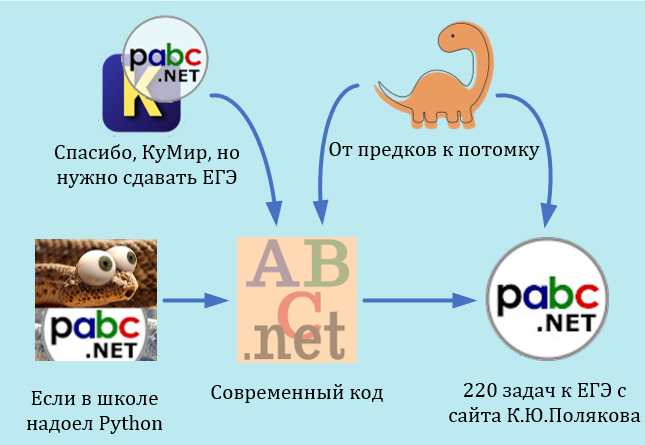 pabc
.NET
K
Спасибо, КуМир, но
нужно сдавать ЕГЭ
От предков к потомку
pabc
.NET
Если в школе
надоел Python
ABC
.net
Современный код
pabc
.NET
220 задач к ЕГЭ с
сайта К.Ю.Полякова